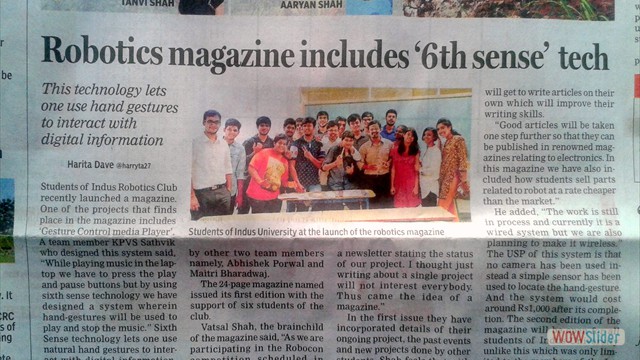 TANVI SHAH
AARYAN SHAH
be
Robotics magazine includes ‘6th sense’ tech
This technology lets
one use hand gestures
to interact with
digital information
Harita Dave @harryta27
Students of Indus Robotics Club
recently launched a magazine.
One of the projects that finds
place in the magazine includes
‘Gesture Control media Player’.
A team member KPVS Sathvik
who designed this system said,
“While playing music in the lap-
top we have to press the play
and pause buttons but by using
sixth sense technology we have
designed a system wherein
hand-gestures will be used to
play and stop the music.” Sixth
Sense technology lets one use
natural hand gestures to inter-
Students of Indus University at the launch of the robotics magazine
by other two team members
namely, Abhishek Porwal and
Maitri Bharadwaj.
The 24-page magazine named
issued its first edition with the
support of six students of the
club.
Vatsal Shah, the brainchild
of the magazine said, “As we are
participating in the Robocon
a newsletter stating the
status of our project. I thought just
writing about a single project
will not interest everybody.
Thus came the idea of a
magazine.”
In the first issue they have
incorporated details of their
ongoing project, the past events
and new projects done by other
will get to write articles on their
own which will improve their
writing skills.
“Good articles will be taken
one step further so that they can
be published in renowned mag-
azines relating to electronics. In
this magazine we have also in-
cluded how students sell parts
related to robot at a rate cheaper
than the market.”
He added, “The work is still
in process and currently it is a
wired system but we are also
planning to make it wireless.
The USP of this system is that
no camera has been used in-
stead a simple sensor has been
used to locate the hand-gesture.
And the system would cost
around Rs1,000 after its comple-
tion. The second edition of the
magazine will
students of In
unlike this which was only lim-
WOWSlider